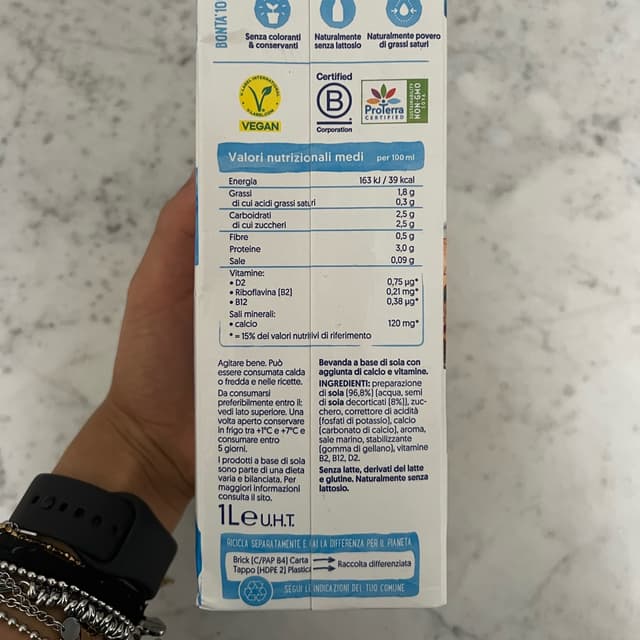 BONTÀ 10
Senza coloranti
& conservanti
Naturalmente
senza lattosio
Naturalmente povero
di grassi saturi
V-LABEL INTERNATIONAL
VEGAN
Certified
B
Corporation
ProTerra
CERTIFIED
SUSTAINABILITY
NON-GMO
SOYA
Valori nutrizionali medi per 100 ml
Energia 163 kJ / 39 kcal
Grassi 1,8 g
di cui acidi grassi saturi 0,3 g
Carboidrati 2,5 g
di cui zuccheri 2,5 g
Fibre 0,5 g
Proteine 3,0 g
Sale 0,09 g
Vitamine:
• D2 0,75 µg*
• Riboflavina (B2) 0,21 mg*
• B12 0,38 µg*
Sali minerali:
• calcio 120 mg*
* = 15% dei valori nutritivi di riferimento
Agitare bene. Può
essere consumata calda
o fredda e nelle ricette.
Da consumarsi
preferibilmente entro il:
vedi lato superiore. Una
volta aperto conservare
in frigo tra +1°C e +7°C e
consumare entro
5 giorni.
I prodotti a base di soia
sono parte di una dieta
varia e bilanciata. Per
maggiori informazioni
consulta il sito.
1L e U.H.T.
Bevanda a base di soia con
aggiunta di calcio e vitamine.
INGREDIENTI: preparazione
di soia (96,8%) (acqua, semi
di soia decorticati (8%)), zuc-
chero, correttore di acidità
(fosfati di potassio), calcio
(carbonato di calcio), aroma,
sale marino, stabilizzante
(gomma di gellano), vitamine
B2, B12, D2.
Senza latte, derivati del latte
e glutine. Naturalmente senza
lattosio.
RICICLA SEPARATAMENTE E FAI LA DIFFERENZA PER IL PIANETA
Brick (C/PAP 84) Carta
Tappo (HDPE 2) Plastica
Raccolta differenziata
SEGUI LE INDICAZIONI DEL TUO COMUNE